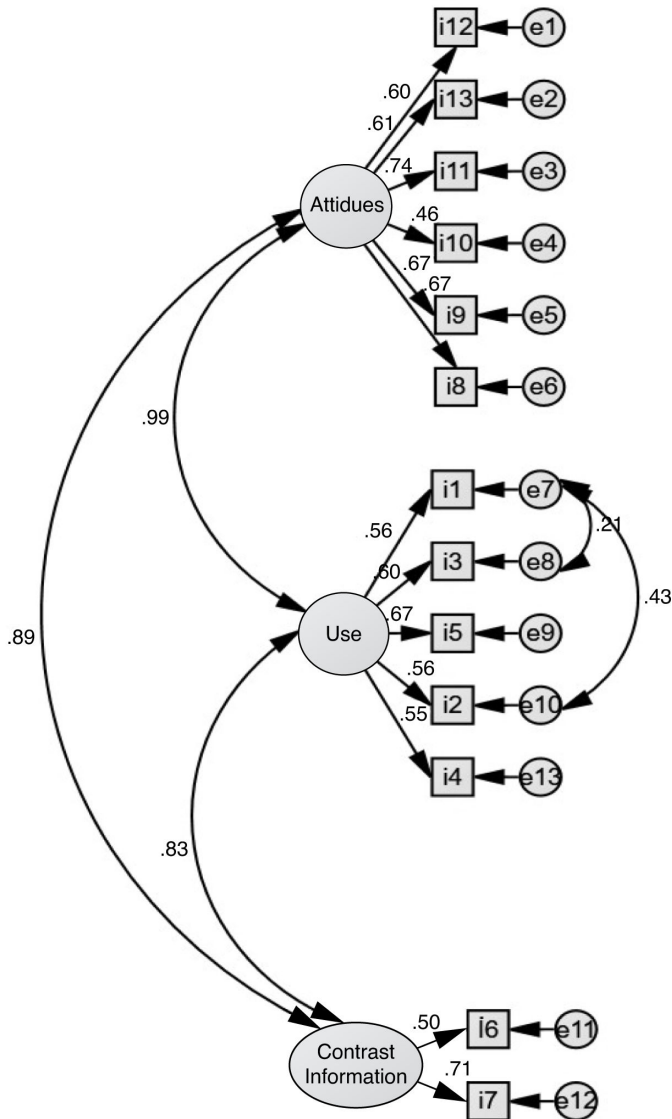 i12
e1
.60
i13
e2
.61
.74
i11
e3
Attidues
.46
i10
e4
.67
.67
i9
e5
i8
e6
.99
i1
e7
.56
.21
i3
e8
.60
.43
.89
Use
.67
i5
e9
.56
i2
e10
.55
i4
e13
.83
.50
i6
e11
Contrast
Information
.71
i7
e12